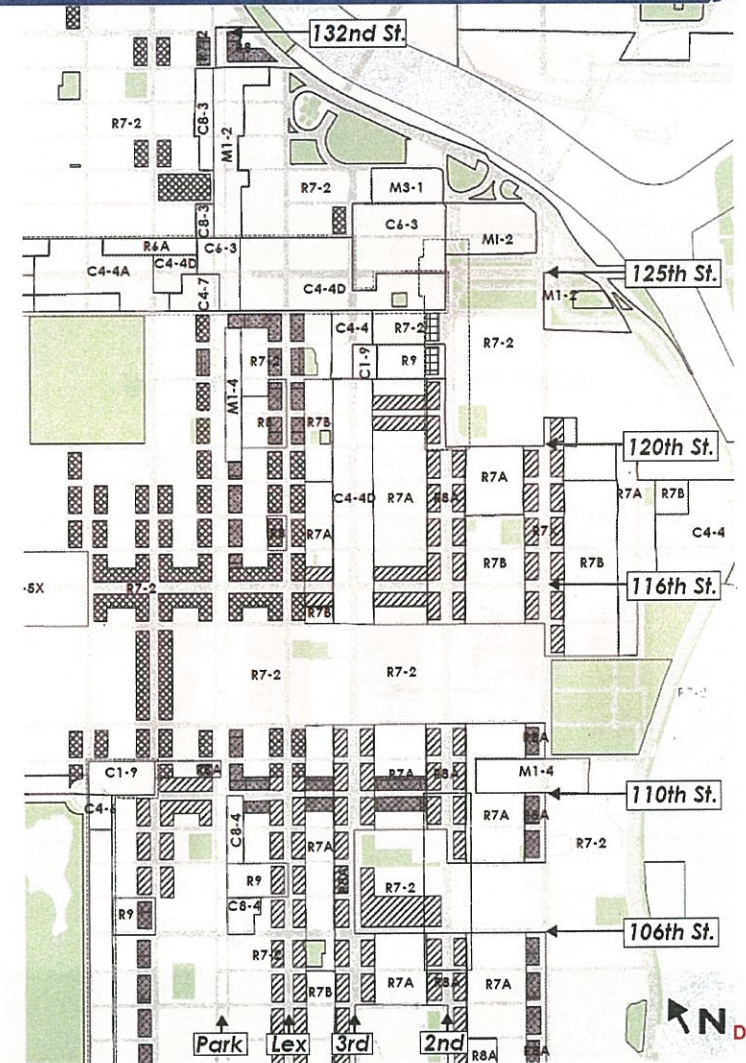 132nd St.
R7-2
C8-3
M1-2
R7-2
M3-1
C8-3
C6-3
M1-2
R6A
C6-3
C4-4A
C4-4D
C4-7
C4-4D
125th St.
M1-2
C4-4
R7-2
R7-2
C1-9
R9
M1-4
R7B
120th St.
R7A
R7A
R7B
C4-4D
R7A
R8A
C4-4
R7A
R7B
R7B
-5X
R7-2
116th St.
R7B
R7-2
R7-2
R7-2
C1-9
R7A
R8A
M1-4
110th St.
C8-4
R7A
R7A
R8A
R7-2
R9
R7-2
R9
C8-4
106th St.
R7-2
R7B
R7A
R8A
R7A
Park
Lex
3rd
2nd
N
D
R8A